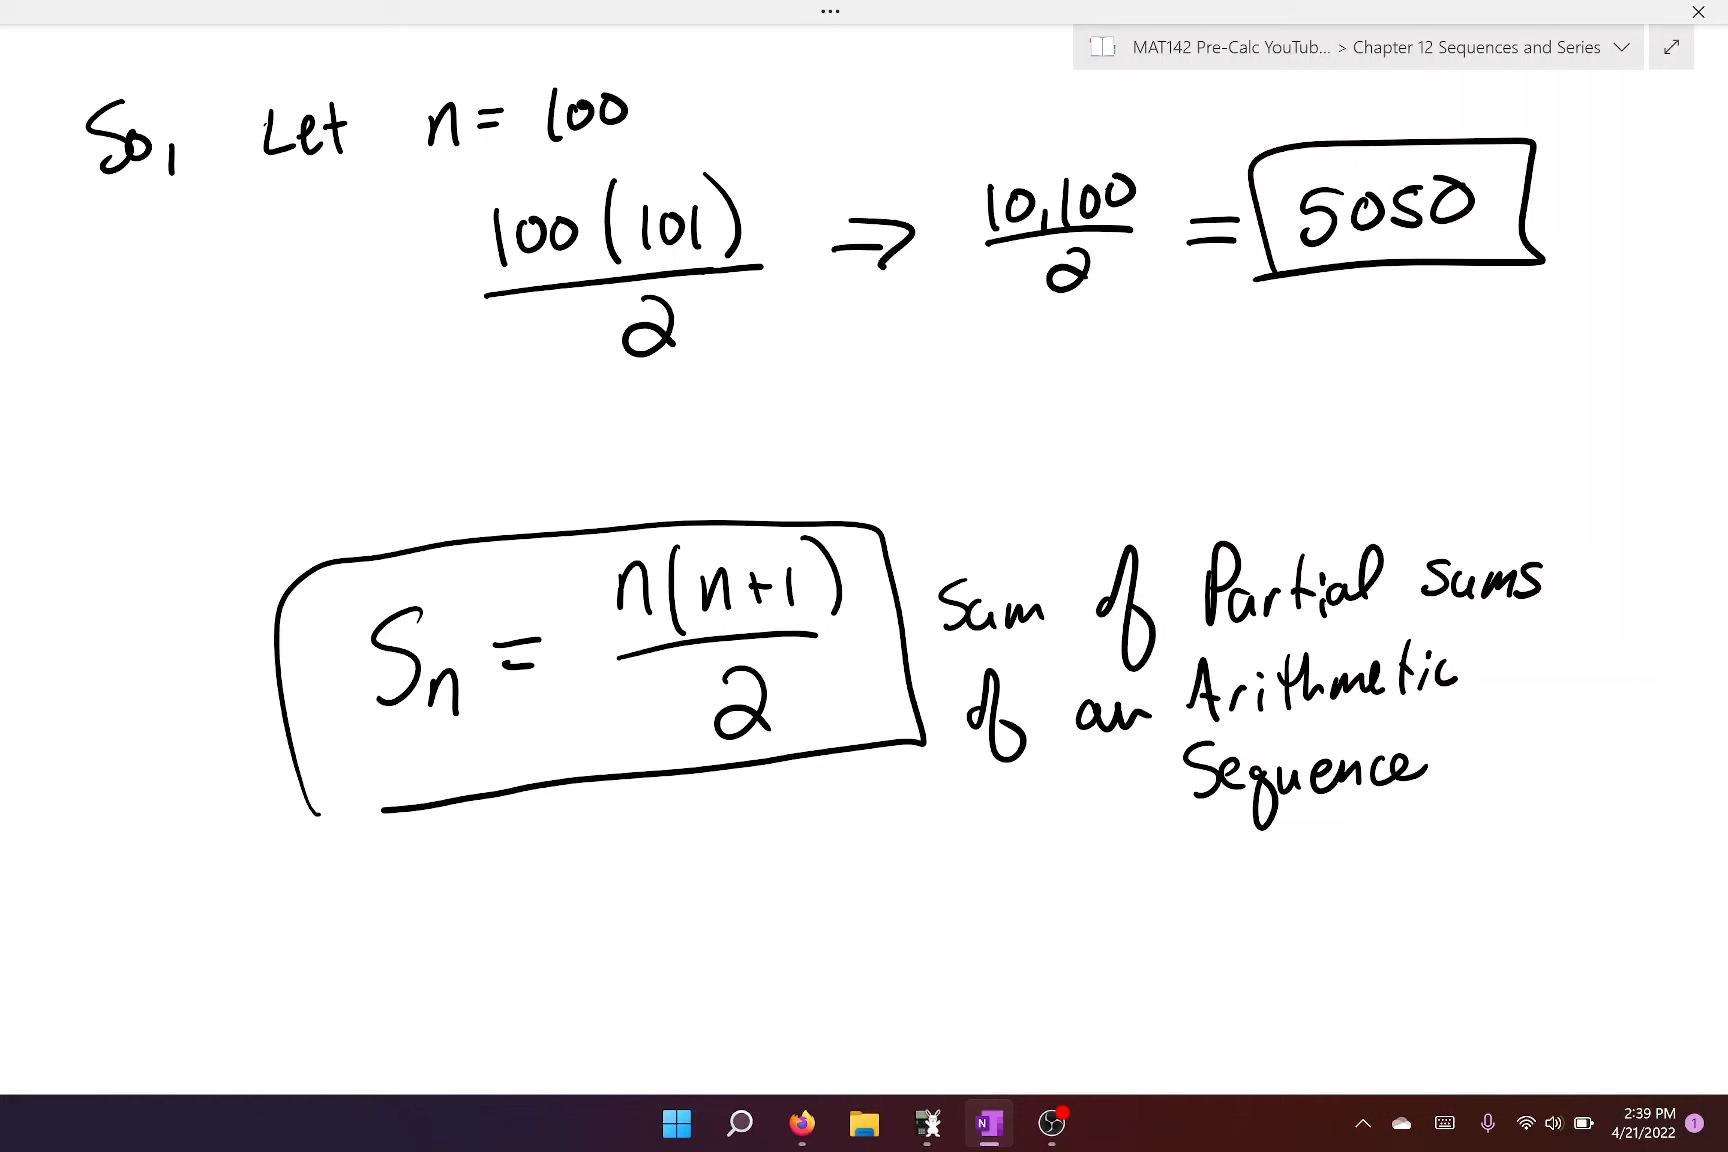 MAT142 Pre-Calc YouTub... > Chapter 12 Sequences and Series
So, Let n = 100
100(101)/2 ⇒ 10,100/2 = 5050
Sn = n(n+1)/2
Sum of Partial sums
of an Arithmetic
Sequence
2:39 PM
4/21/2022
1